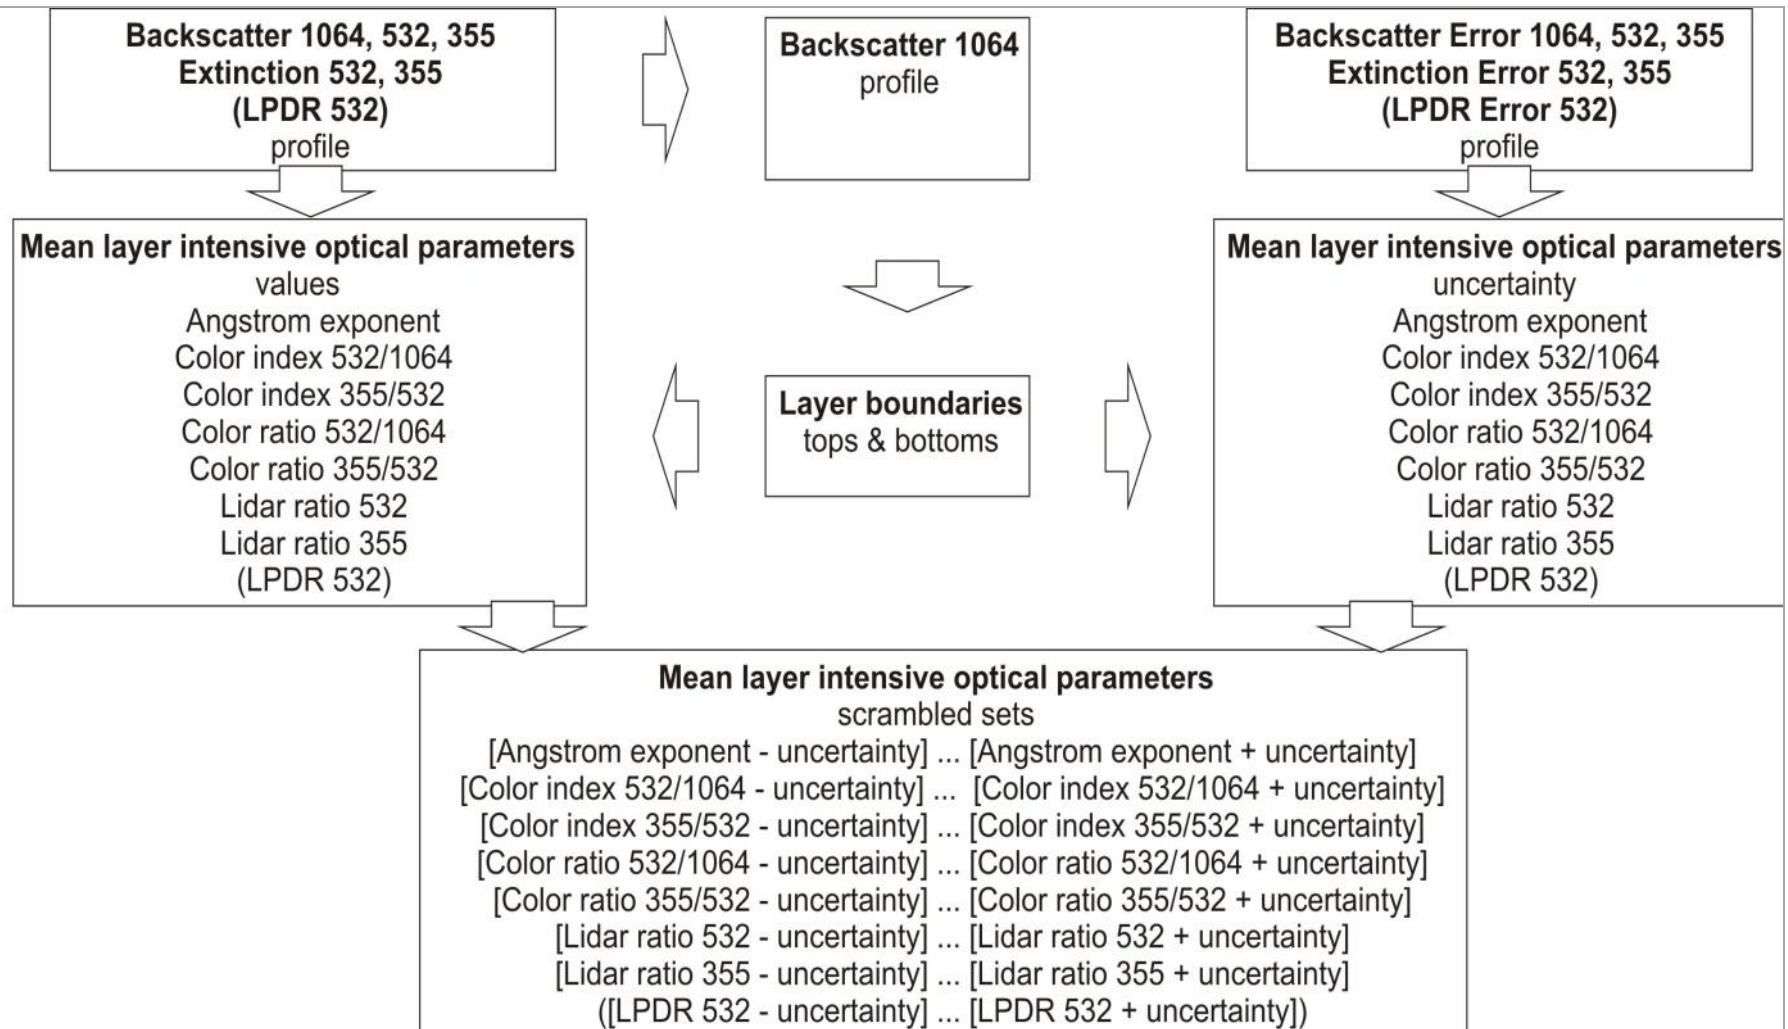 Backscatter 1064, 532, 355
Extinction 532, 355
(LPDR 532)
profile
Backscatter 1064
profile
Backscatter Error 1064, 532, 355
Extinction Error 532, 355
(LPDR Error 532)
profile
Mean layer intensive optical parameters
values
Angstrom exponent
Color index 532/1064
Color index 355/532
Color ratio 532/1064
Color ratio 355/532
Lidar ratio 532
Lidar ratio 355
(LPDR 532)
Layer boundaries
tops & bottoms
Mean layer intensive optical parameters
uncertainty
Angstrom exponent
Color index 532/1064
Color index 355/532
Color ratio 532/1064
Color ratio 355/532
Lidar ratio 532
Lidar ratio 355
(LPDR 532)
Mean layer intensive optical parameters
scrambled sets
[Angstrom exponent - uncertainty] ... [Angstrom exponent + uncertainty]
[Color index 532/1064 - uncertainty] ... [Color index 532/1064 + uncertainty]
[Color index 355/532 - uncertainty] ... [Color index 355/532 + uncertainty]
[Color ratio 532/1064 - uncertainty] ... [Color ratio 532/1064 + uncertainty]
[Color ratio 355/532 - uncertainty] ... [Color ratio 355/532 + uncertainty]
[Lidar ratio 532 - uncertainty] ... [Lidar ratio 532 + uncertainty]
[Lidar ratio 355 - uncertainty] ... [Lidar ratio 355 + uncertainty]
([LPDR 532 - uncertainty] ... [LPDR 532 + uncertainty])